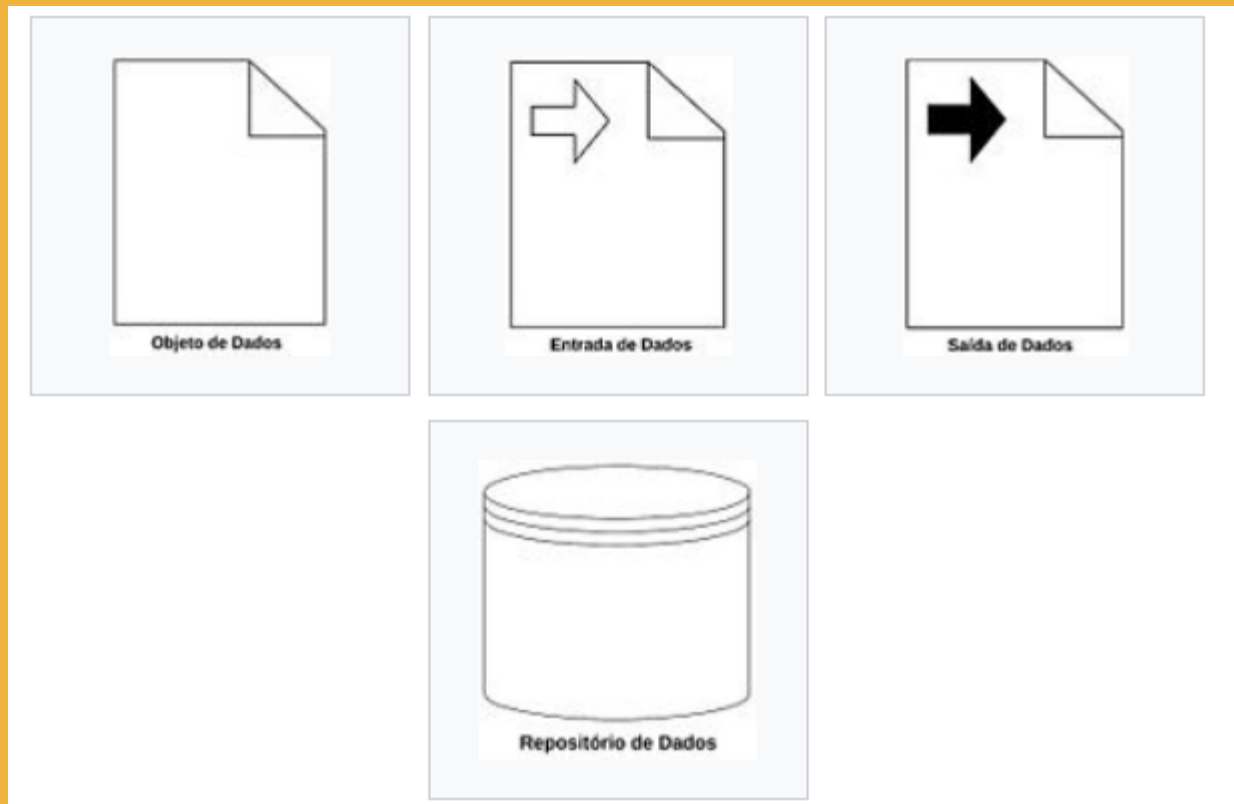 Objeto de Dados
Entrada de Dados
Saída de Dados
Repositório de Dados